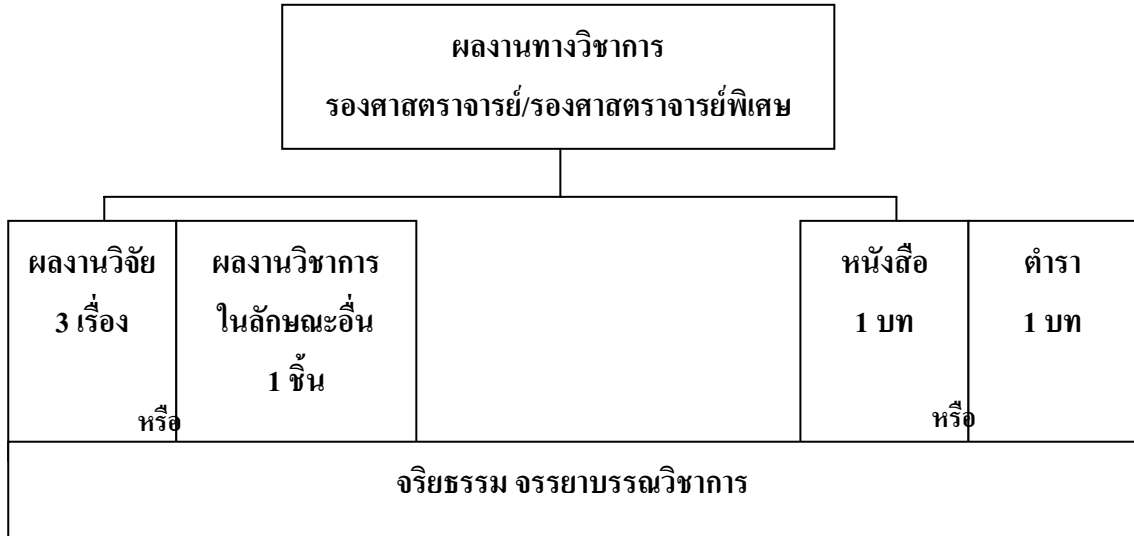 ผลงานทางวิชาการ
รองศาสตราจารย์/รองศาสตราจารย์พิเศษ
ผลงานวิจัย
3 เรื่อง
หรือ
ผลงานวิชาการ
ในลักษณะอื่น
1 ชิ้น
หนังสือ
1 บท
หรือ
ตำรา
1 บท
จริยธรรม จรรยาบรรณวิชาการ